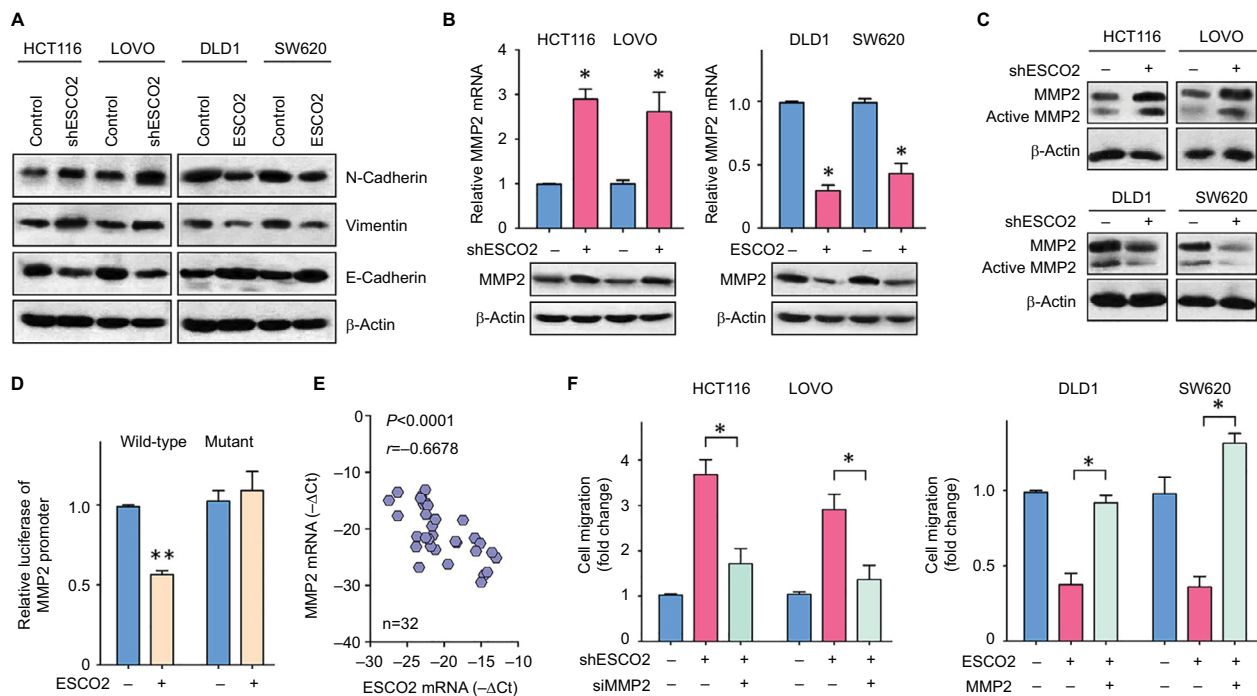 A
HCT116 LOVO DLD1 SW620
Control shESCO2 Control shESCO2 Control ESCO2 Control ESCO2
N-Cadherin
Vimentin
E-Cadherin
β-Actin
B
HCT116 LOVO
Relative MMP2 mRNA
4
3
2
1
0
* *
shESCO2 – + – +
MMP2
β-Actin
DLD1 SW620
Relative MMP2 mRNA
1.0
0.5
0
* *
ESCO2 – + – +
MMP2
β-Actin
C
HCT116 LOVO
shESCO2 – + – +
MMP2
Active MMP2
β-Actin
DLD1 SW620
shESCO2 – + – +
MMP2
Active MMP2
β-Actin
D
Wild-type Mutant
Relative luciferase of
MMP2 promoter
1.0
0.5
0
**
ESCO2 – + – +
E
P<0.0001
r=–0.6678
MMP2 mRNA (–ΔCt)
0
–10
–20
–30
–40
n=32
–30 –25 –20 –15 –10
ESCO2 mRNA (–ΔCt)
F
HCT116 LOVO
Cell migration
(fold change)
4
2
1
0
* *
shESCO2 – + + – + +
siMMP2 – – + – – +
DLD1 SW620
Cell migration
(fold change)
1.0
0.5
0
* *
ESCO2 – + + – + +
MMP2 – – + – – +